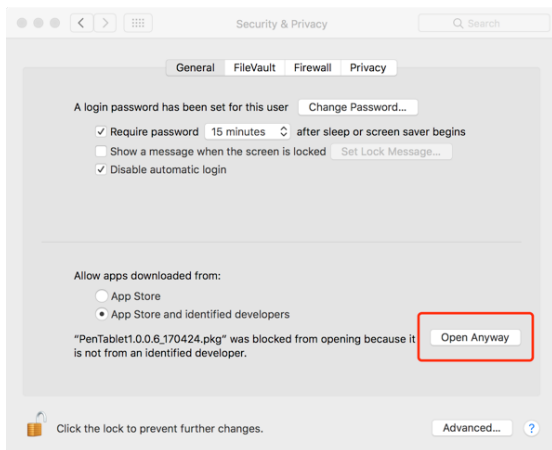 Security & Privacy
Search
General FileVault Firewall Privacy
A login password has been set for this user Change Password...
Require password 15 minutes after sleep or screen saver begins
Show a message when the screen is locked Set Lock Message...
Disable automatic login
Allow apps downloaded from:
App Store
App Store and identified developers
"PenTablet1.0.0.6_170424.pkg" was blocked from opening because it
is not from an identified developer.
Open Anyway
Click the lock to prevent further changes.
Advanced... ?